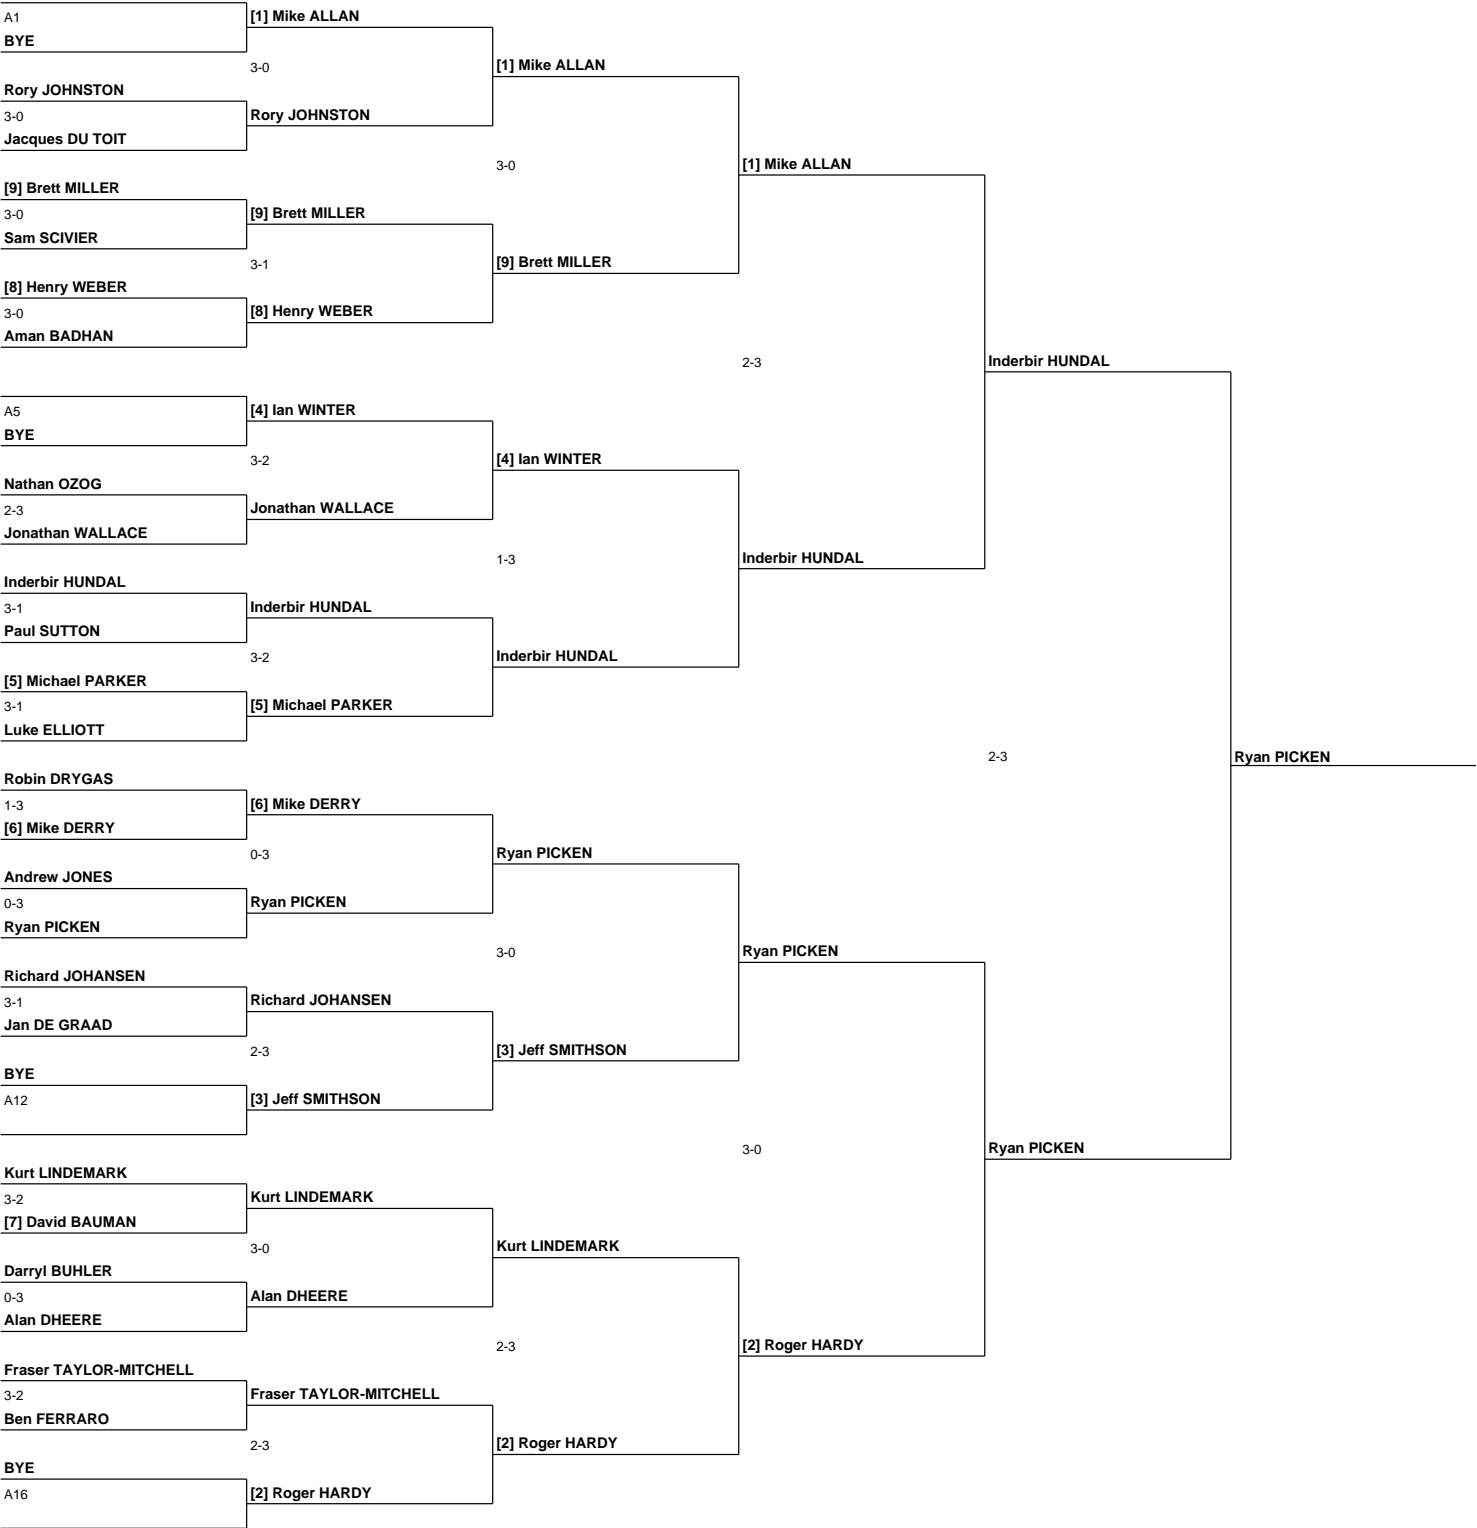 A1
[1] Mike ALLAN
BYE
3-0
[1] Mike ALLAN
Rory JOHNSTON
3-0
Rory JOHNSTON
Jacques DU TOIT
3-0
[1] Mike ALLAN
[9] Brett MILLER
3-0
[9] Brett MILLER
Sam SCIVIER
3-1
[9] Brett MILLER
[8] Henry WEBER
3-0
[8] Henry WEBER
Aman BADHAN
2-3
Inderbir HUNDAL
A5
[4] Ian WINTER
BYE
3-2
[4] Ian WINTER
Nathan OZOG
2-3
Jonathan WALLACE
Jonathan WALLACE
1-3
Inderbir HUNDAL
Inderbir HUNDAL
3-1
Inderbir HUNDAL
Paul SUTTON
3-2
Inderbir HUNDAL
[5] Michael PARKER
3-1
[5] Michael PARKER
Luke ELLIOTT
2-3
Ryan PICKEN
Robin DRYGAS
1-3
[6] Mike DERRY
[6] Mike DERRY
0-3
Ryan PICKEN
Andrew JONES
0-3
Ryan PICKEN
Ryan PICKEN
3-0
Ryan PICKEN
Richard JOHANSEN
3-1
Richard JOHANSEN
Jan DE GRAAD
2-3
[3] Jeff SMITHSON
BYE
A12
[3] Jeff SMITHSON
3-0
Ryan PICKEN
Kurt LINDEMARK
3-2
Kurt LINDEMARK
[7] David BAUMAN
3-0
Kurt LINDEMARK
Darryl BUHLER
0-3
Alan DHEERE
Alan DHEERE
2-3
[2] Roger HARDY
Fraser TAYLOR-MITCHELL
3-2
Fraser TAYLOR-MITCHELL
Ben FERRARO
2-3
[2] Roger HARDY
BYE
A16
[2] Roger HARDY